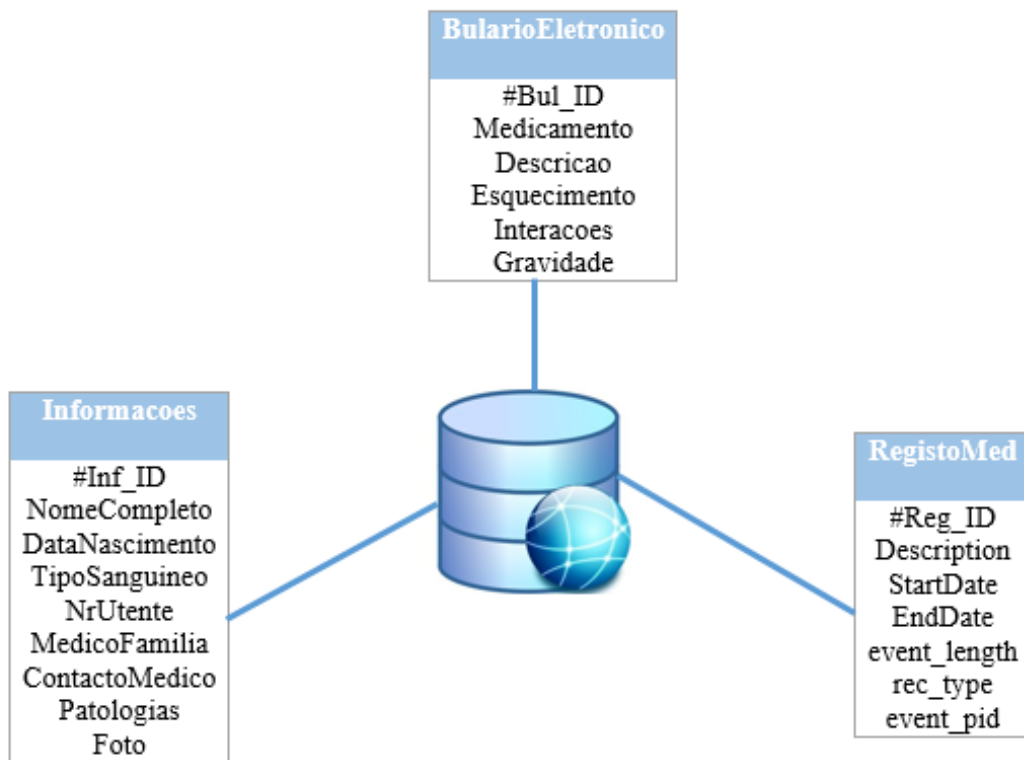 BularioEletronico
#Bul_ID
Medicamento
Descricao
Esquecimento
Interacoes
Gravidade
Informacoes
#Inf_ID
NomeCompleto
DataNascimento
TipoSanguineo
NrUtente
MedicoFamilia
ContactoMedico
Patologias
Foto
RegistoMed
#Reg_ID
Description
StartDate
EndDate
event_length
rec_type
event_pid